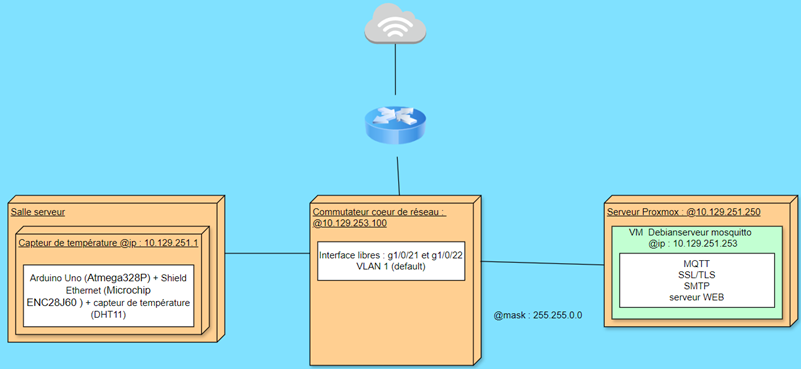 Salle serveur
Capteur de température @ip : 10.129.251.1
Arduino Uno (Atmega328P) + Shield
Ethernet (Microchip
ENC28J60 ) + capteur de température
(DHT11)
Commutateur coeur de réseau :
@10.129.253.100
Interface libres : g1/0/21 et g1/0/22
VLAN 1 (default)
@mask : 255.255.0.0
Serveur Proxmox : @10.129.251.250
VM Debianserveur mosquitto
@ip : 10.129.251.253
MQTT
SSL/TLS
SMTP
serveur WEB